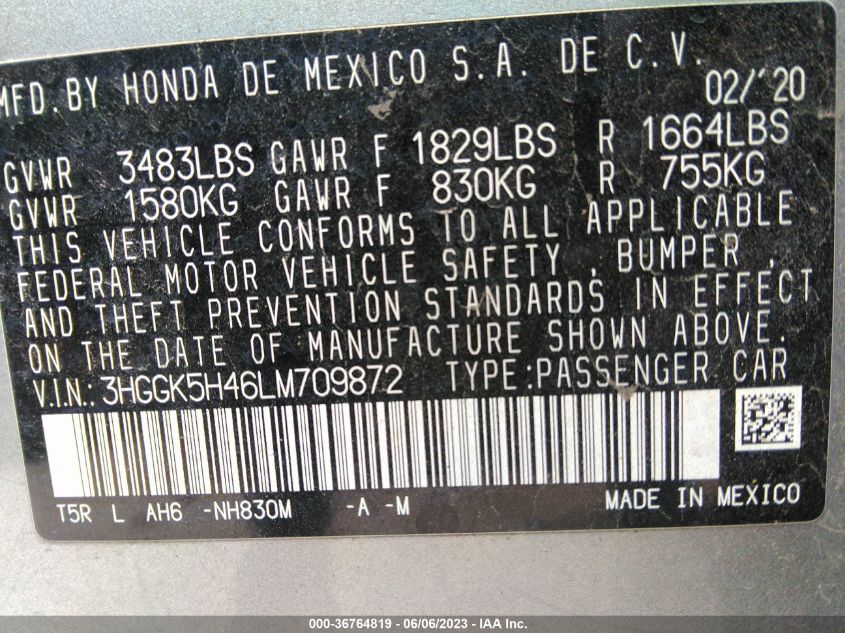 MFD. BY HONDA DE MEXICO S.A. DE C.V.
02/'20
GVWR 3483LBS GAWR F 1829LBS R 1664LBS
GVWR 1580KG GAWR F 830KG R 755KG
THIS VEHICLE CONFORMS TO ALL APPLICABLE
FEDERAL MOTOR VEHICLE SAFETY, BUMPER,
AND THEFT PREVENTION STANDARDS IN EFFECT
ON THE DATE OF MANUFACTURE SHOWN ABOVE.
V.I.N.: 3HGGK5H46LM709872 TYPE:PASSENGER CAR
T5R L AH6 -NH830M -A -M MADE IN MEXICO
000-36764819 - 06/06/2023 - IAA Inc.